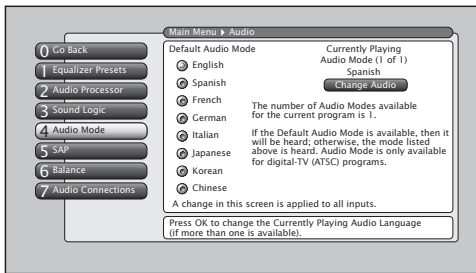 Main Menu ▸ Audio
0 Go Back
1 Equalizer Presets
2 Audio Processor
3 Sound Logic
4 Audio Mode
5 SAP
6 Balance
7 Audio Connections
Default Audio Mode
English
Spanish
French
German
Italian
Japanese
Korean
Chinese
Currently Playing
Audio Mode (1 of 1)
Spanish
Change Audio
The number of Audio Modes available
for the current program is 1.
If the Default Audio Mode is available, then it
will be heard; otherwise, the mode listed
above is heard. Audio Mode is only available
for digital-TV (ATSC) programs.
A change in this screen is applied to all inputs.
Press OK to change the Currently Playing Audio Language
(if more than one is available).